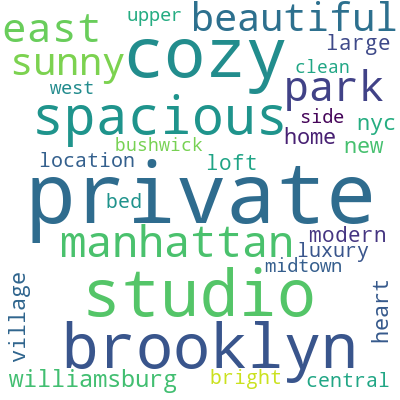 upper
beautiful
east
large
cozy
sunny
clean
park
west
spacious
side
nyc
bushwick
home
new
location
loft
private
bed
manhattan
modern
luxury
midtown
studio
village
heart
brooklyn
williamsburg
bright
central